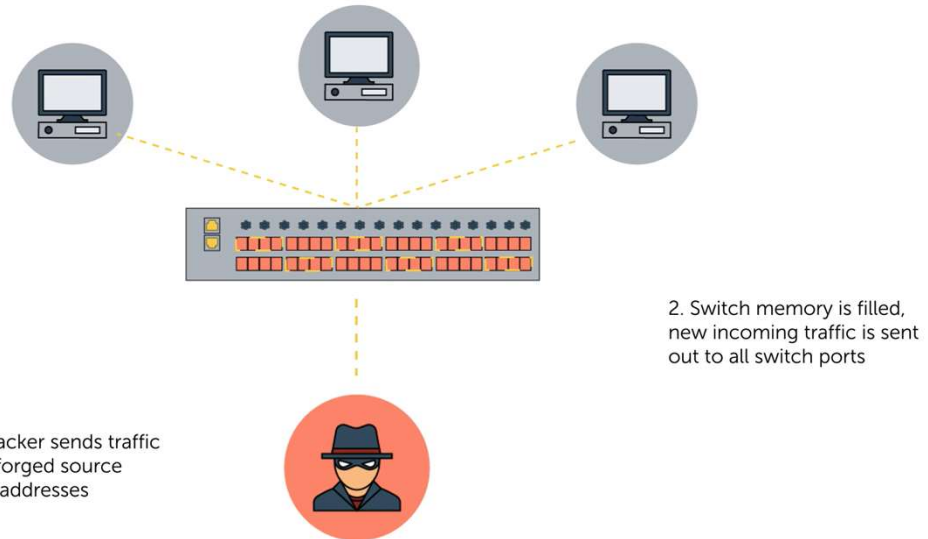 acker sends traffic
forged source
addresses
2. Switch memory is filled,
new incoming traffic is sent
out to all switch ports